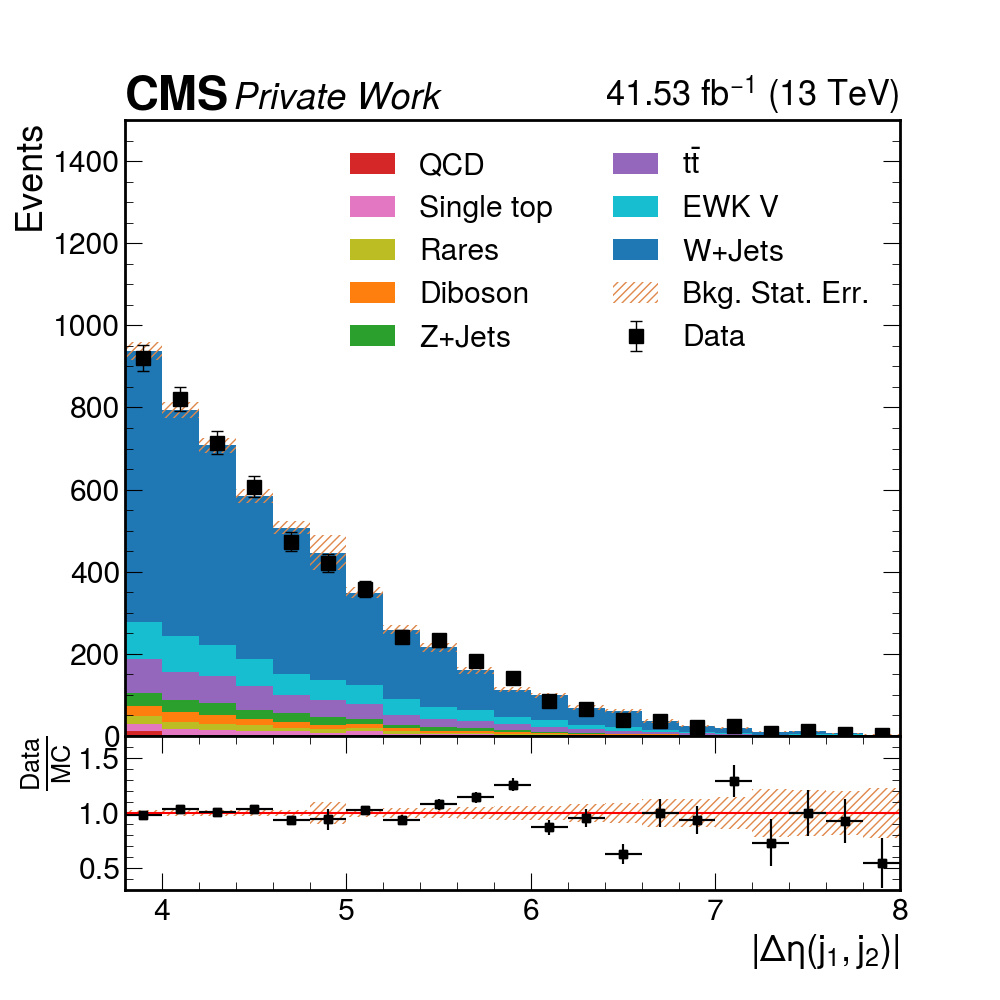 CMS Private Work 41.53 fb⁻¹ (13 TeV)
Events
1400
1200
1000
800
600
400
200
0
QCD
Single top
Rares
Diboson
Z+Jets
tt̄
EWK V
W+Jets
Bkg. Stat. Err.
Data
Data
MC
1.5
1.0
0.5
4 5 6 7 8
|Δη(j₁, j₂)|